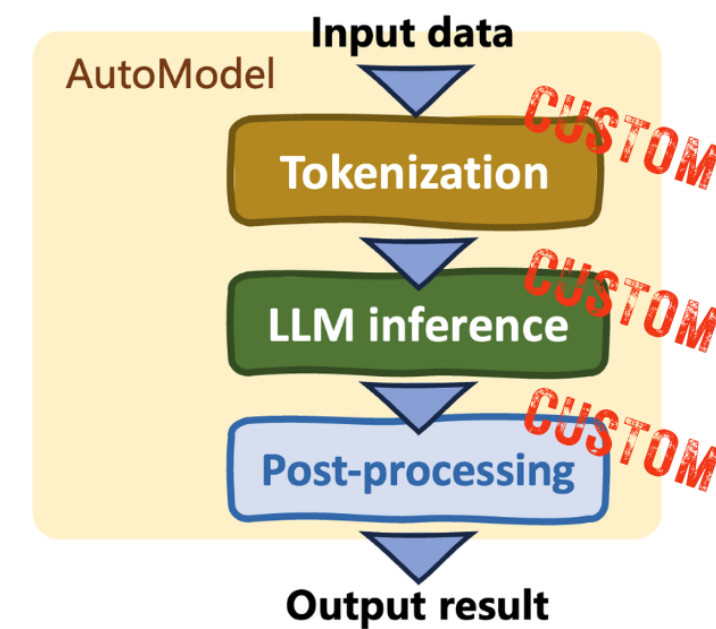 Input data
AutoModel
CUSTOM
Tokenization
CUSTOM
LLM inference
CUSTOM
Post-processing
Output result